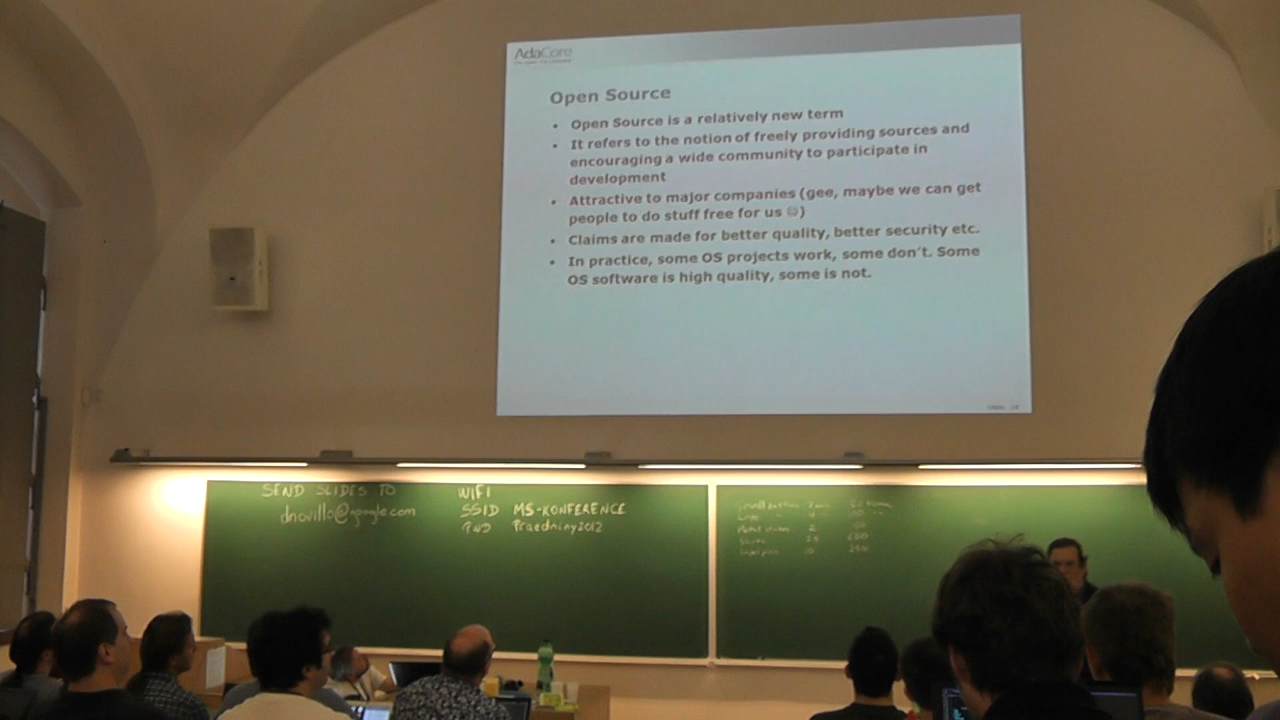 AdaCore
Open Source
• Open Source is a relatively new term
• It refers to the notion of freely providing sources and
encouraging a wide community to participate in
development
• Attractive to major companies (gee, maybe we can get
people to do stuff free for us ☺)
• Claims are made for better quality, better security etc.
• In practice, some OS projects work, some don't. Some
OS software is high quality, some is not.
SEND SLIDES TO
dnovillo@google.com
WIFI
SSID MS-KONFERENCE
PWD Praedniny2012
Small button
Large
2